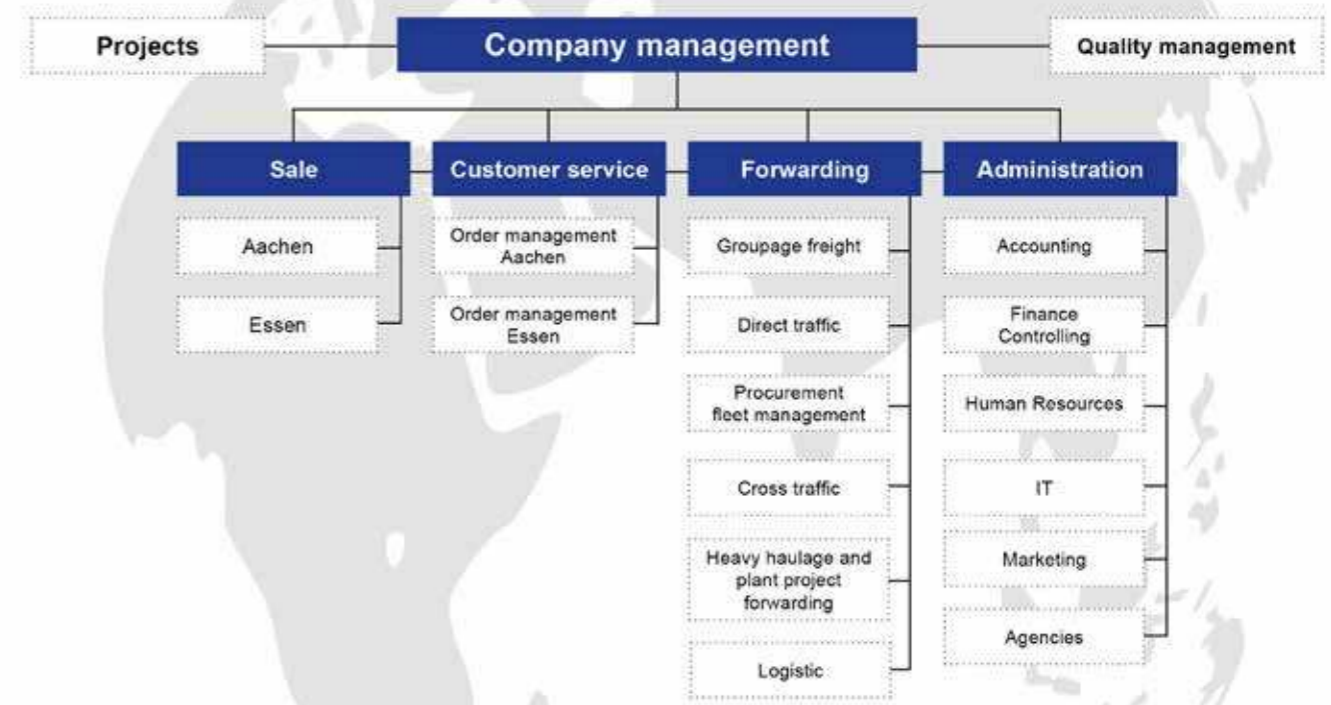 Projects
Company management
Quality management
Sale
Customer service
Forwarding
Administration
Aachen
Essen
Order management
Aachen
Order management
Essen
Groupage freight
Direct traffic
Procurement
fleet management
Cross traffic
Heavy haulage and
plant project
forwarding
Logistic
Accounting
Finance
Controlling
Human Resources
IT
Marketing
Agencies